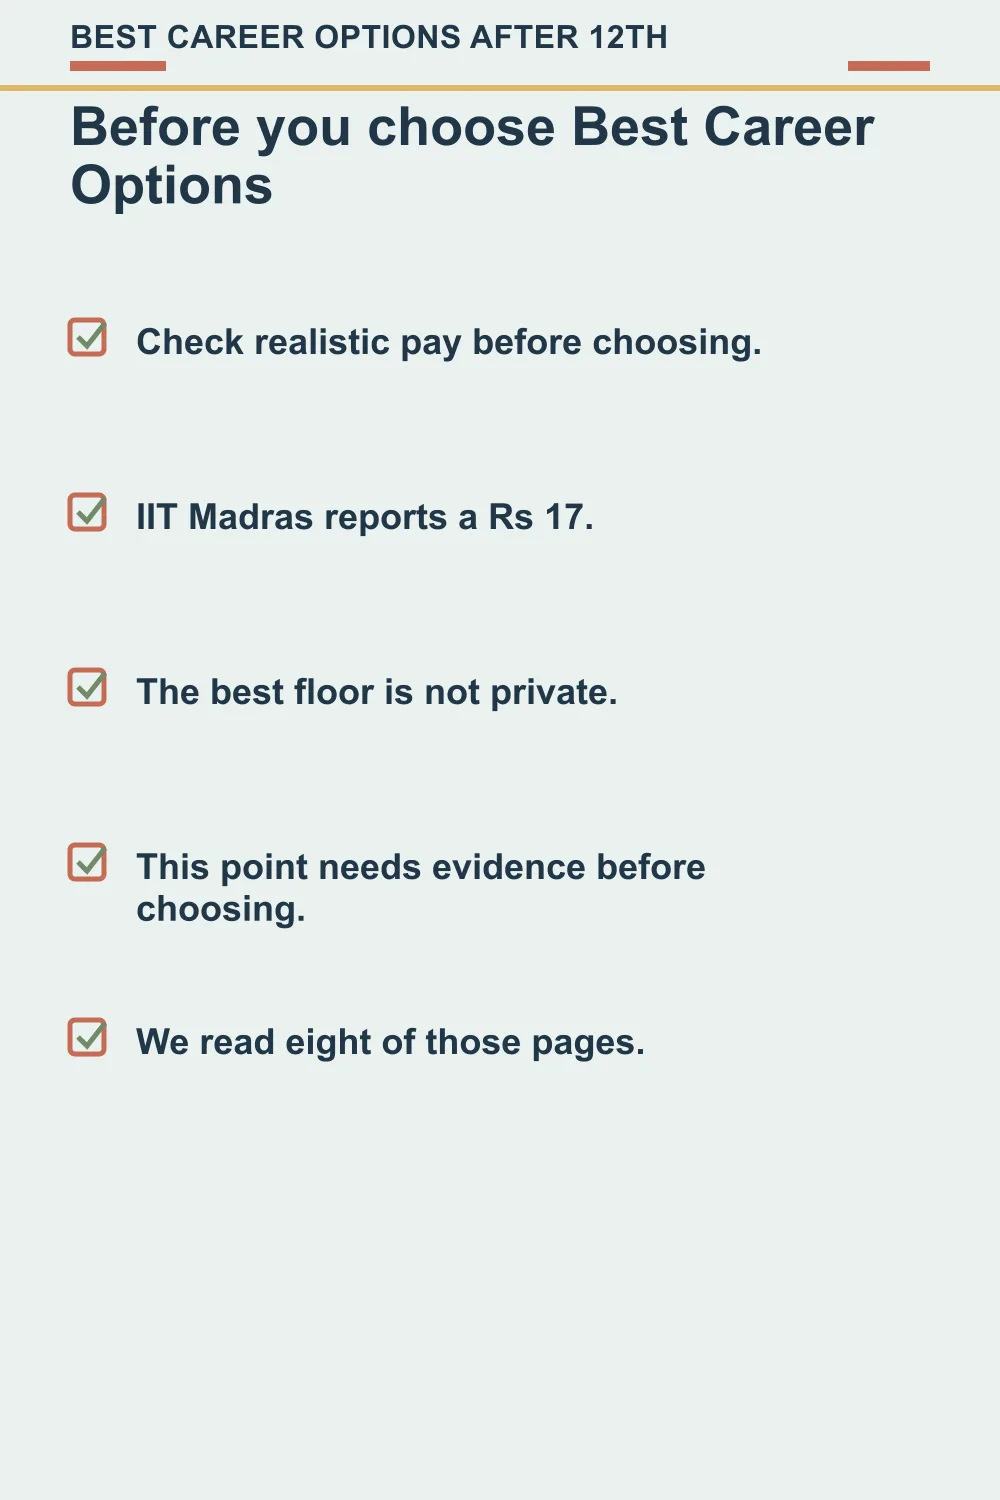 BEST CAREER OPTIONS AFTER 12TH
Before you choose Best Career
Options
Check realistic pay before choosing.
IIT Madras reports a Rs 17.
The best floor is not private.
This point needs evidence before
choosing.
We read eight of those pages.